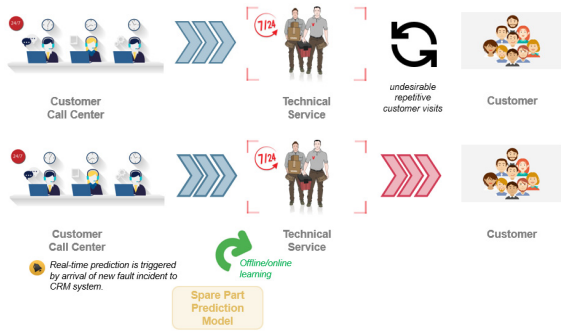 24/7
7/24
undesirable
repetitive
customer visits
Customer
Call Center
Technical
Service
Customer
24/7
7/24
Customer
Call Center
Technical
Service
Customer
Real-time prediction is triggered
by arrival of new fault incident to
CRM system.
Offline/online
learning
Spare Part
Prediction
Model